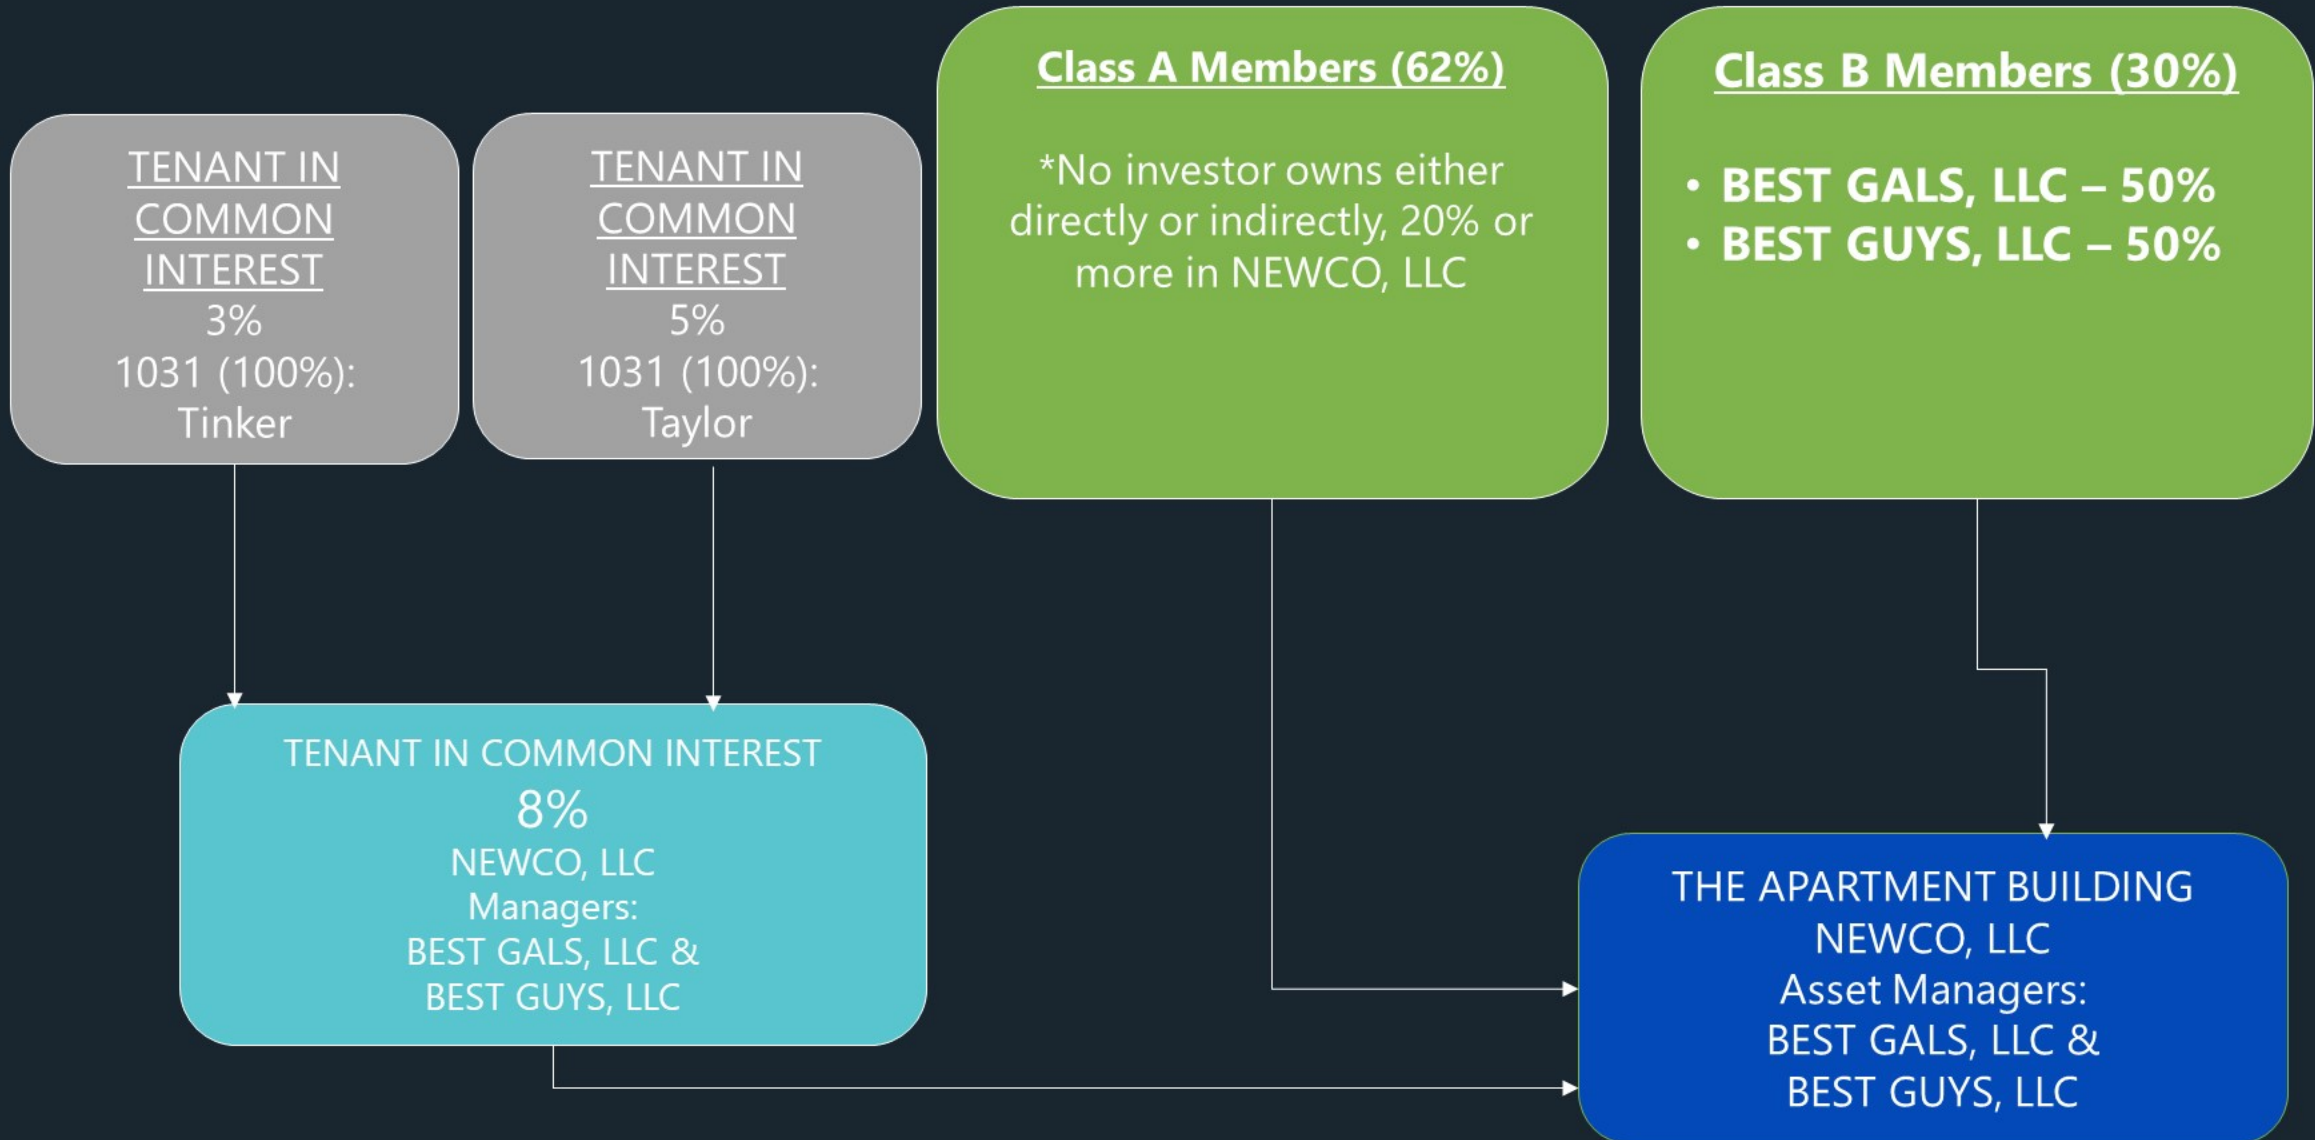 TENANT IN
COMMON
INTEREST
3%
1031 (100%):
Tinker
TENANT IN
COMMON
INTEREST
5%
1031 (100%):
Taylor
Class A Members (62%)
*No investor owns either
directly or indirectly, 20% or
more in NEWCO, LLC
Class B Members (30%)
• BEST GALS, LLC – 50%
• BEST GUYS, LLC – 50%
TENANT IN COMMON INTEREST
8%
NEWCO, LLC
Managers:
BEST GALS, LLC &
BEST GUYS, LLC
THE APARTMENT BUILDING
NEWCO, LLC
Asset Managers:
BEST GALS, LLC &
BEST GUYS, LLC